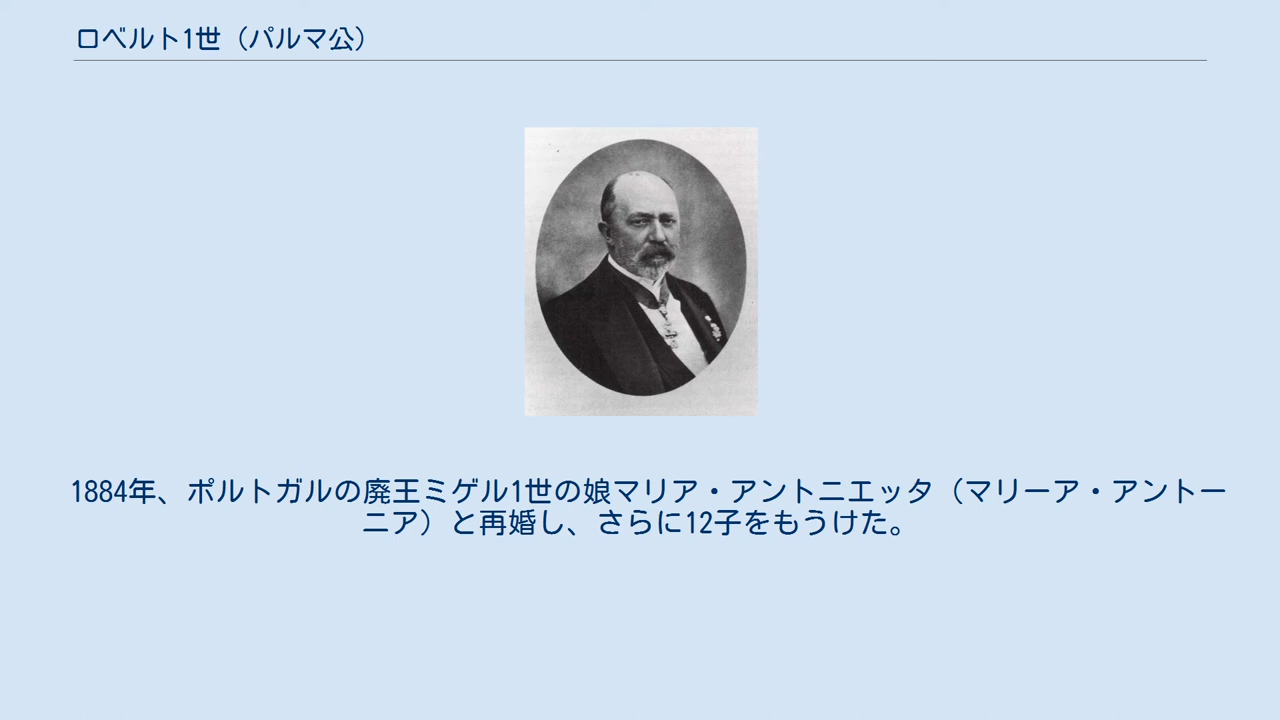 ロベルト1世（パルマ公）
1884年、ポルトガルの廃王ミゲル1世の娘マリア・アントニエッタ（マリーア・アントー
ニア）と再婚し、さらに12子をもうけた。